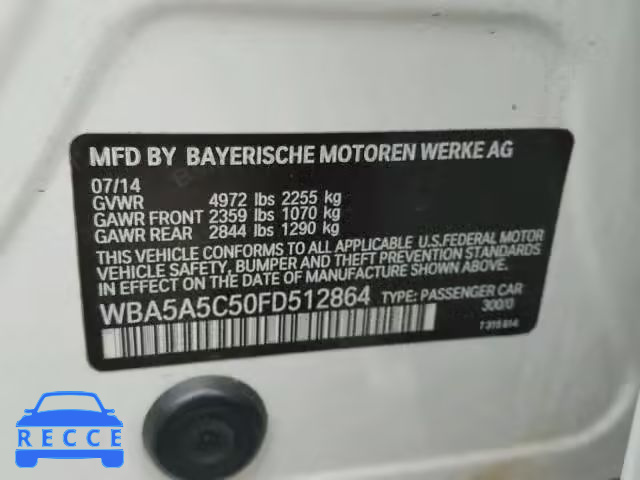 MFD BY BAYERISCHE MOTOREN WERKE AG
07/14
GVWR 4972 lbs 2255 kg
GAWR FRONT 2359 lbs 1070 kg
GAWR REAR 2844 lbs 1290 kg
THIS VEHICLE CONFORMS TO ALL APPLICABLE U.S.FEDERAL MOTOR
VEHICLE SAFETY, BUMPER AND THEFT PREVENTION STANDARDS
IN EFFECT ON THE DATE OF MANUFACTURE SHOWN ABOVE.
WBA5A5C50FD512864 TYPE: PASSENGER CAR
300/0
RECCE